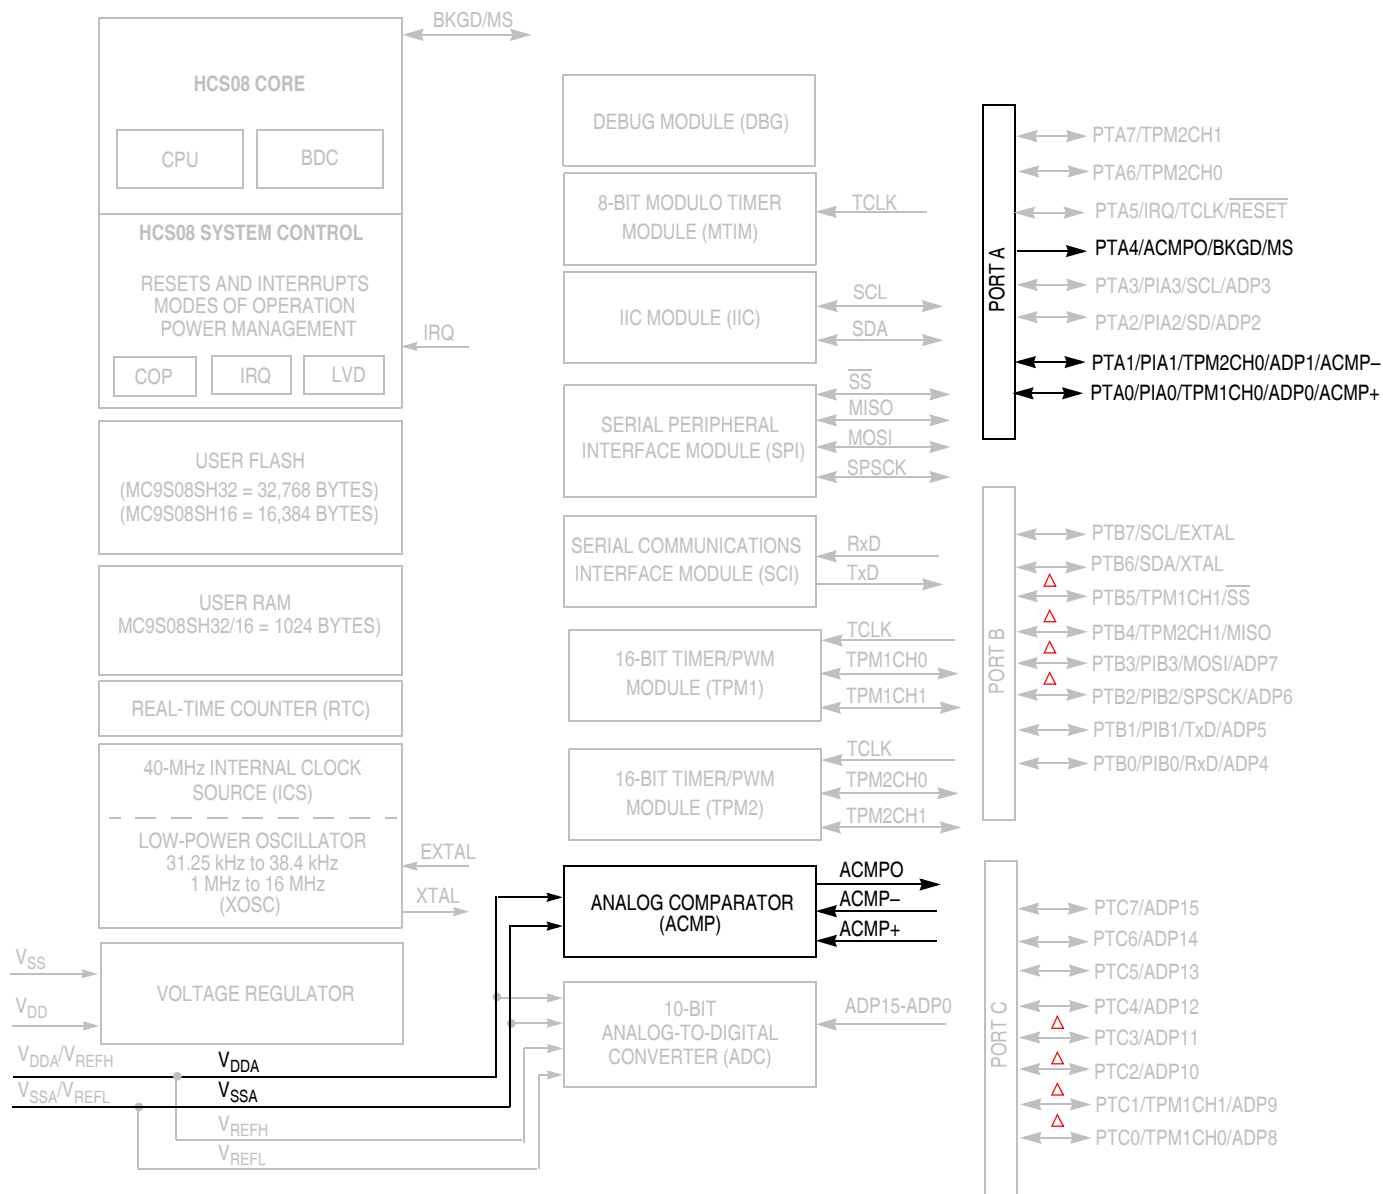 BKGD/MS
HCS08 CORE
CPU
BDC
HCS08 SYSTEM CONTROL
RESETS AND INTERRUPTS
MODES OF OPERATION
POWER MANAGEMENT
COP
IRQ
LVD
IRQ
USER FLASH
(MC9S08SH32 = 32,768 BYTES)
(MC9S08SH16 = 16,384 BYTES)
USER RAM
MC9S08SH32/16 = 1024 BYTES)
REAL-TIME COUNTER (RTC)
40-MHz INTERNAL CLOCK
SOURCE (ICS)
LOW-POWER OSCILLATOR
31.25 kHz to 38.4 kHz
1 MHz to 16 MHz
(XOSC)
EXTAL
XTAL
VSS
VDD
VOLTAGE REGULATOR
VDDA/VREFH
VDDA
VSSA/VREFL
VSSA
VREFH
VREFL
DEBUG MODULE (DBG)
8-BIT MODULO TIMER
MODULE (MTIM)
TCLK
IIC MODULE (IIC)
SCL
SDA
SERIAL PERIPHERAL
INTERFACE MODULE (SPI)
SS
MISO
MOSI
SPSCK
SERIAL COMMUNICATIONS
INTERFACE MODULE (SCI)
RxD
TxD
16-BIT TIMER/PWM
MODULE (TPM1)
TCLK
TPM1CH0
TPM1CH1
16-BIT TIMER/PWM
MODULE (TPM2)
TCLK
TPM2CH0
TPM2CH1
ANALOG COMPARATOR
(ACMP)
ACMPO
ACMP–
ACMP+
10-BIT
ANALOG-TO-DIGITAL
CONVERTER (ADC)
ADP15-ADP0
PORT A
PTA7/TPM2CH1
PTA6/TPM2CH0
PTA5/IRQ/TCLK/RESET
PTA4/ACMPO/BKGD/MS
PTA3/PIA3/SCL/ADP3
PTA2/PIA2/SD/ADP2
PTA1/PIA1/TPM2CH0/ADP1/ACMP–
PTA0/PIA0/TPM1CH0/ADP0/ACMP+
PORT B
PTB7/SCL/EXTAL
PTB6/SDA/XTAL
PTB5/TPM1CH1/SS
PTB4/TPM2CH1/MISO
PTB3/PIB3/MOSI/ADP7
PTB2/PIB2/SPSCK/ADP6
PTB1/PIB1/TxD/ADP5
PTB0/PIB0/RxD/ADP4
PORT C
PTC7/ADP15
PTC6/ADP14
PTC5/ADP13
PTC4/ADP12
PTC3/ADP11
PTC2/ADP10
PTC1/TPM1CH1/ADP9
PTC0/TPM1CH0/ADP8